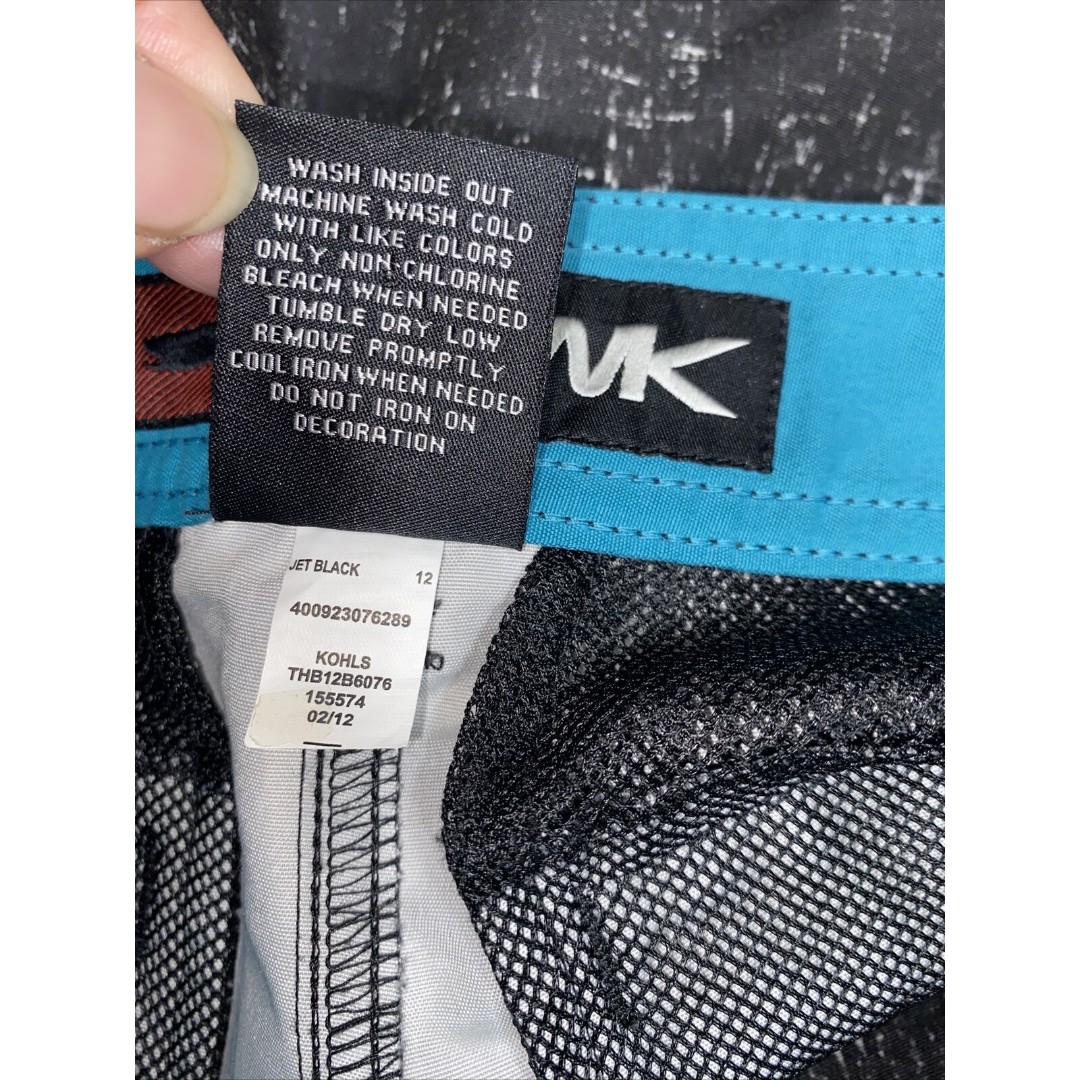 WASH INSIDE OUT
MACHINE WASH COLD
WITH LIKE COLORS
ONLY NON-CHLORINE
BLEACH WHEN NEEDED
TUMBLE DRY LOW
REMOVE PROMPTLY
COOL IRON WHEN NEEDED
DO NOT IRON ON
DECORATION
JET BLACK 12
400923076289
KOHLS
THB12B6076
155574
02/12